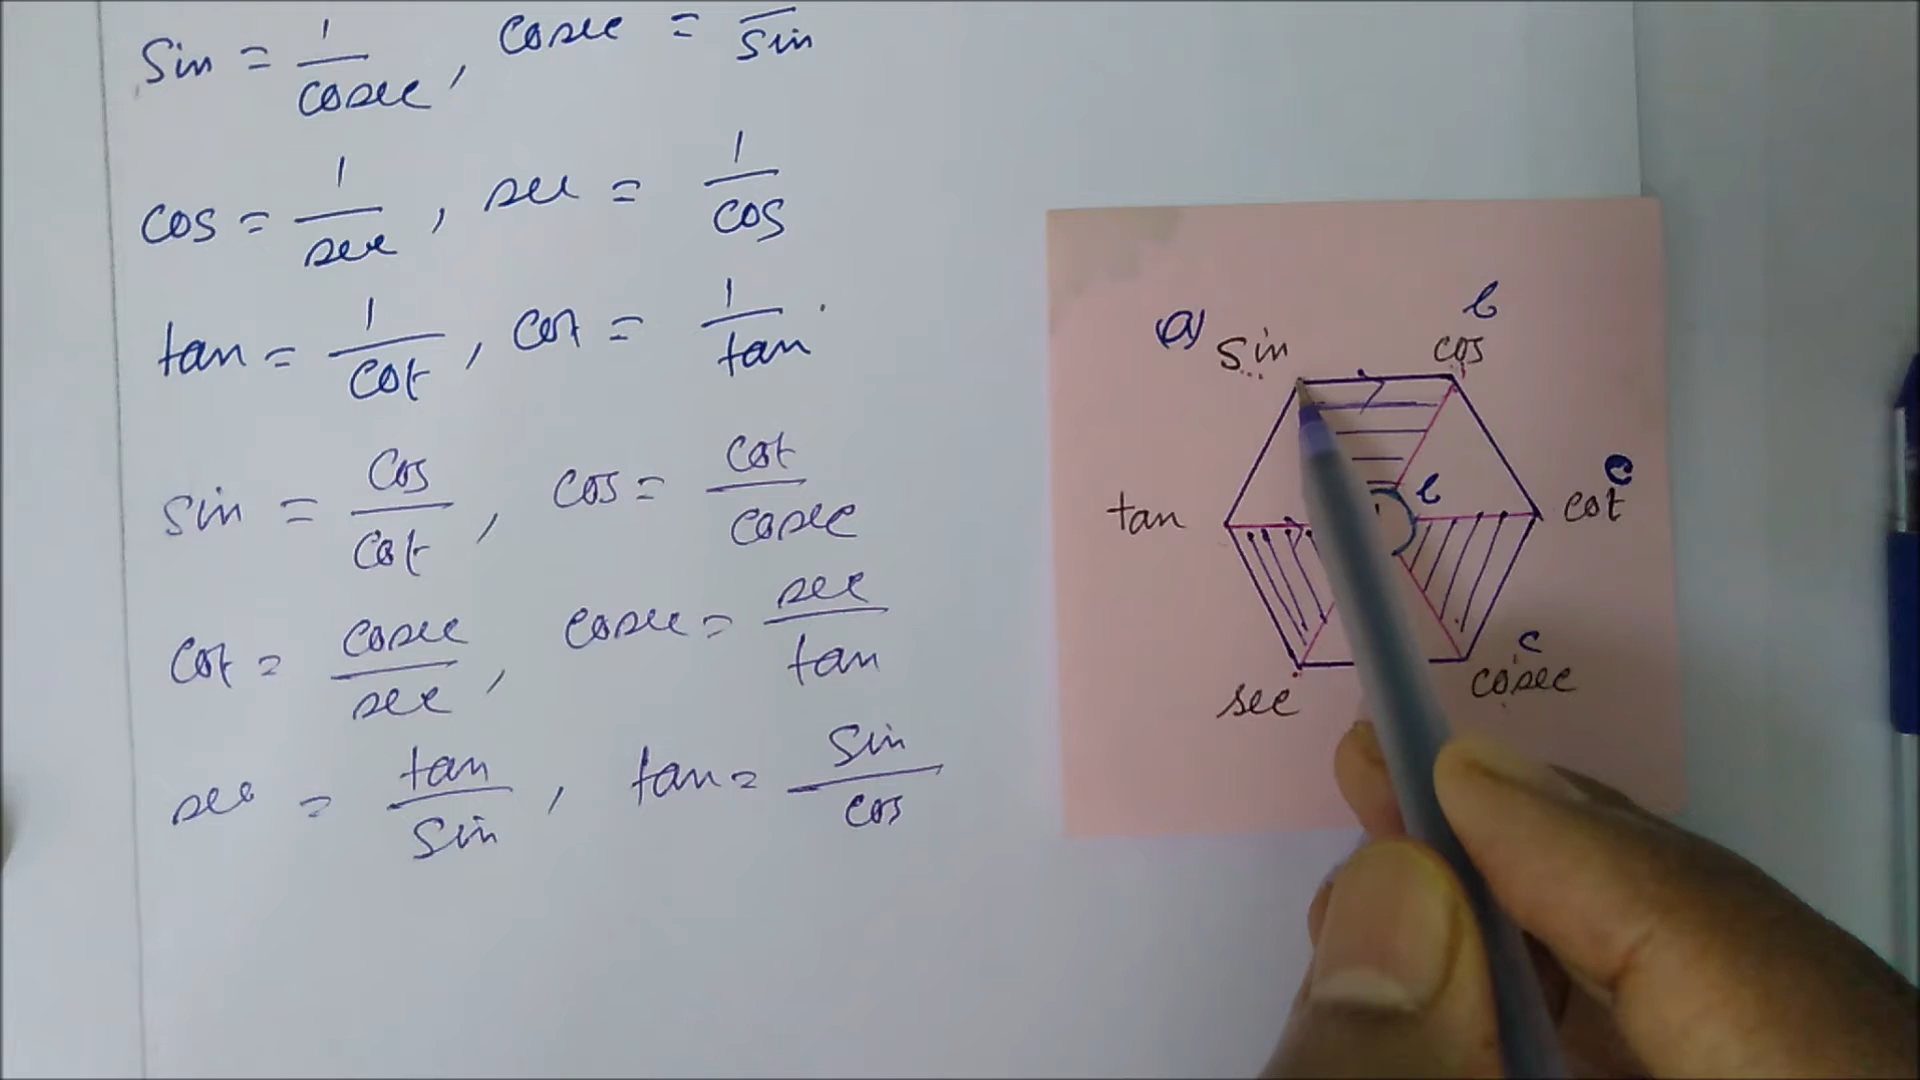 sin = 1/cosec , cosec = /sin
cos = 1/sec , sec = 1/cos
tan = 1/cot , cot = 1/tan .
sin = cos/cot , cos = cot/cosec
cot = cosec/sec , cosec = sec/tan
sec = tan/sin , tan = sin/cos
b
a) sin cos
c
tan 1 b cot
c
sec cosec